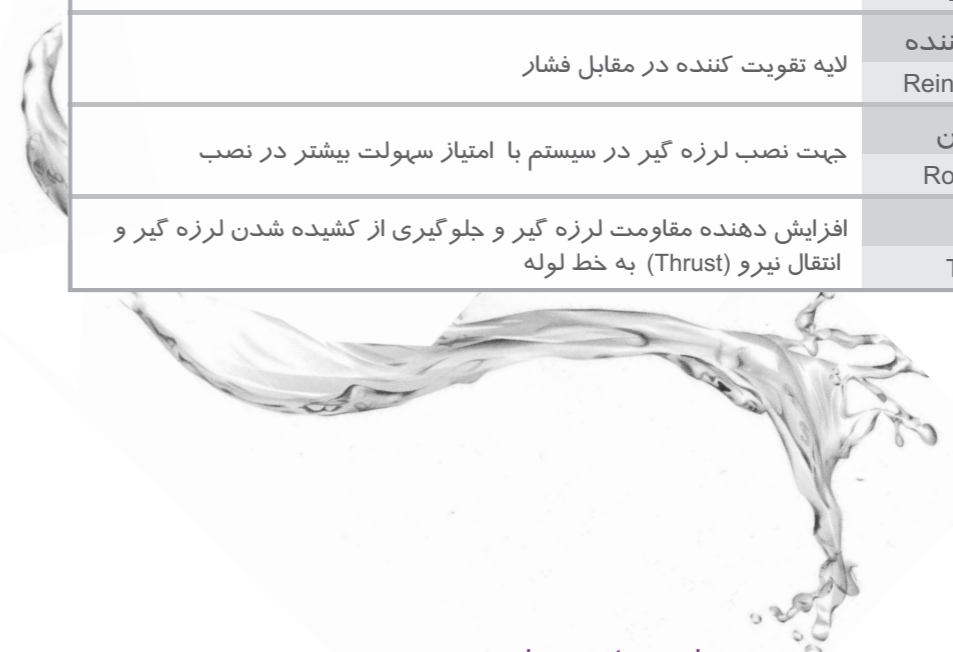 ننده
Rein
لایه تقویت کننده در مقابل فشار
ن
Ro
جهت نصب لرزه گیر در سیستم با امتیاز سهولت بیشتر در نصب
T
افزایش دهنده مقاومت لرزه گیر و جلوگیری از کشیده شدن لرزه گیر و
انتقال نیرو (Thrust) به خط لوله